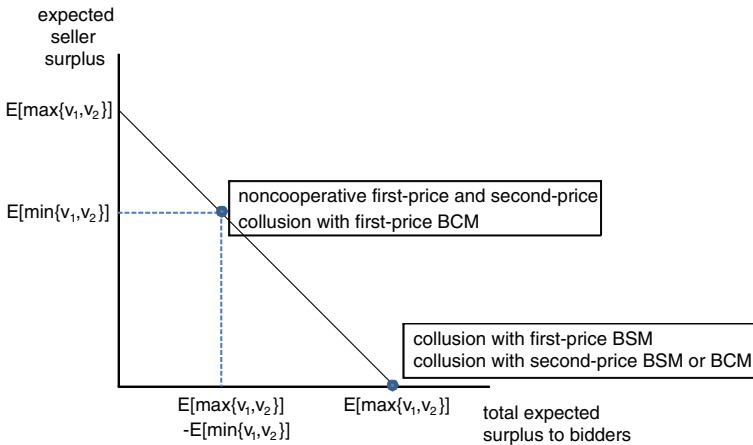 expected
seller
surplus
E[max{v₁,v₂}]
E[min{v₁,v₂}]
noncooperative first-price and second-price
collusion with first-price BCM
collusion with first-price BSM
collusion with second-price BSM or BCM
E[max{v₁,v₂}]
-E[min{v₁,v₂}]
E[max{v₁,v₂}]
total expected
surplus to bidders